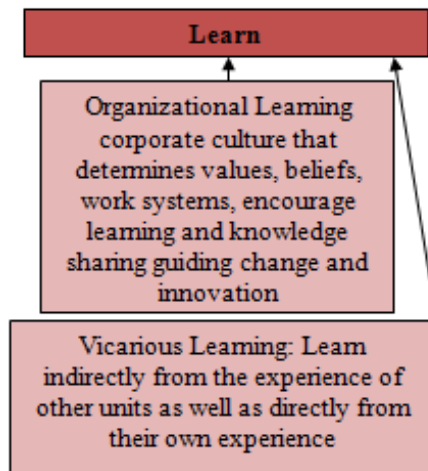 Learn
Organizational Learning
corporate culture that
determines values, beliefs,
work systems, encourage
learning and knowledge
sharing guiding change and
innovation
Vicarious Learning: Learn
indirectly from the experience of
other units as well as directly from
their own experience